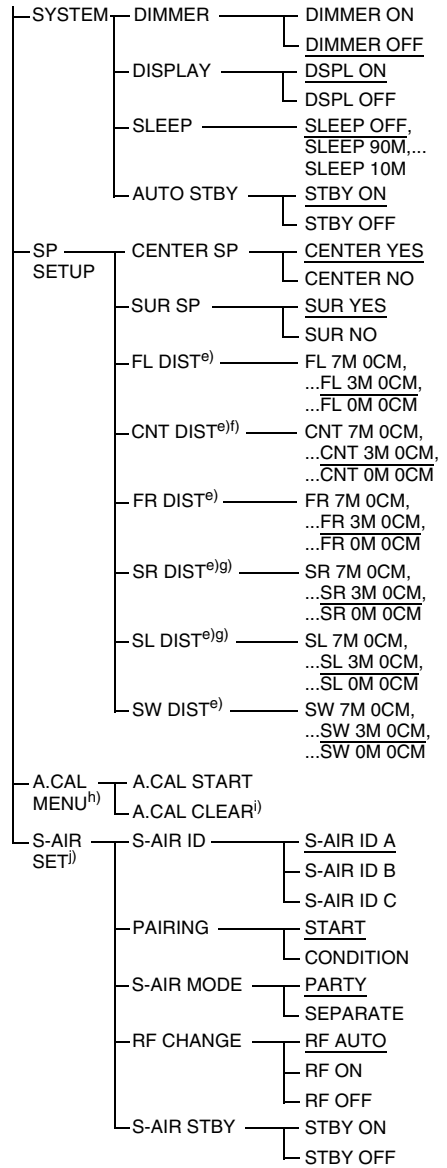 SYSTEM DIMMER DIMMER ON
DIMMER OFF
DISPLAY DSPL ON
DSPL OFF
SLEEP SLEEP OFF,
SLEEP 90M,...
SLEEP 10M
AUTO STBY STBY ON
STBY OFF
SP CENTER SP CENTER YES
SETUP CENTER NO
SUR SP SUR YES
SUR NO
FL DISTe) FL 7M 0CM,
...FL 3M 0CM,
...FL 0M 0CM
CNT DISTe)f) CNT 7M 0CM,
...CNT 3M 0CM,
...CNT 0M 0CM
FR DISTe) FR 7M 0CM,
...FR 3M 0CM,
...FR 0M 0CM
SR DISTe)g) SR 7M 0CM,
...SR 3M 0CM,
...SR 0M 0CM
SL DISTe)g) SL 7M 0CM,
...SL 3M 0CM,
...SL 0M 0CM
SW DISTe) SW 7M 0CM,
...SW 3M 0CM,
...SW 0M 0CM
A.CAL A.CAL START
MENUh) A.CAL CLEARi)
S-AIR S-AIR ID S-AIR ID A
SETj) S-AIR ID B
S-AIR ID C
PAIRING START
CONDITION
S-AIR MODE PARTY
SEPARATE
RF CHANGE RF AUTO
RF ON
RF OFF
S-AIR STBY STBY ON
STBY OFF